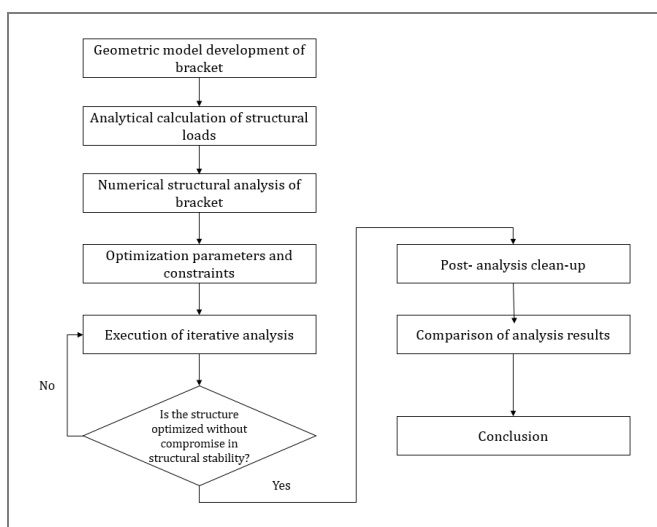 Geometric model development of
bracket
Analytical calculation of structural
loads
Numerical structural analysis of
bracket
Optimization parameters and
constraints
Execution of iterative analysis
No
Is the structure
optimized without
compromise in
structural stability?
Yes
Post- analysis clean-up
Comparison of analysis results
Conclusion